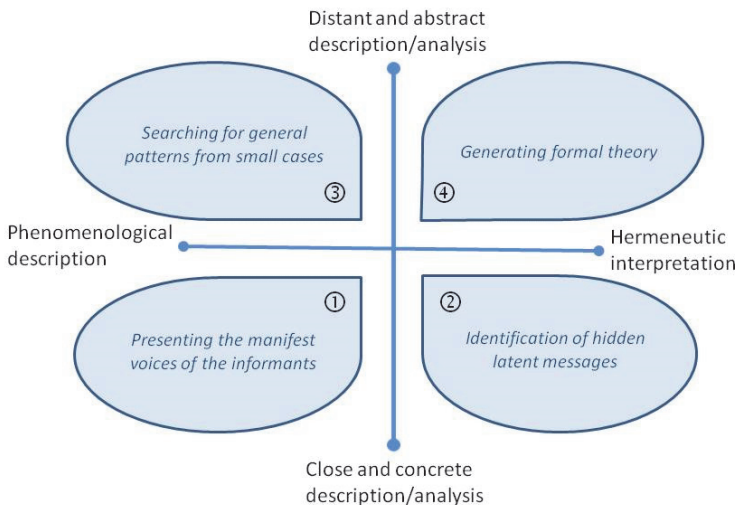 Distant and abstract
description/analysis
Searching for general
patterns from small cases
③
Generating formal theory
④
Phenomenological
description
Hermeneutic
interpretation
①
Presenting the manifest
voices of the informants
②
Identification of hidden
latent messages
Close and concrete
description/analysis